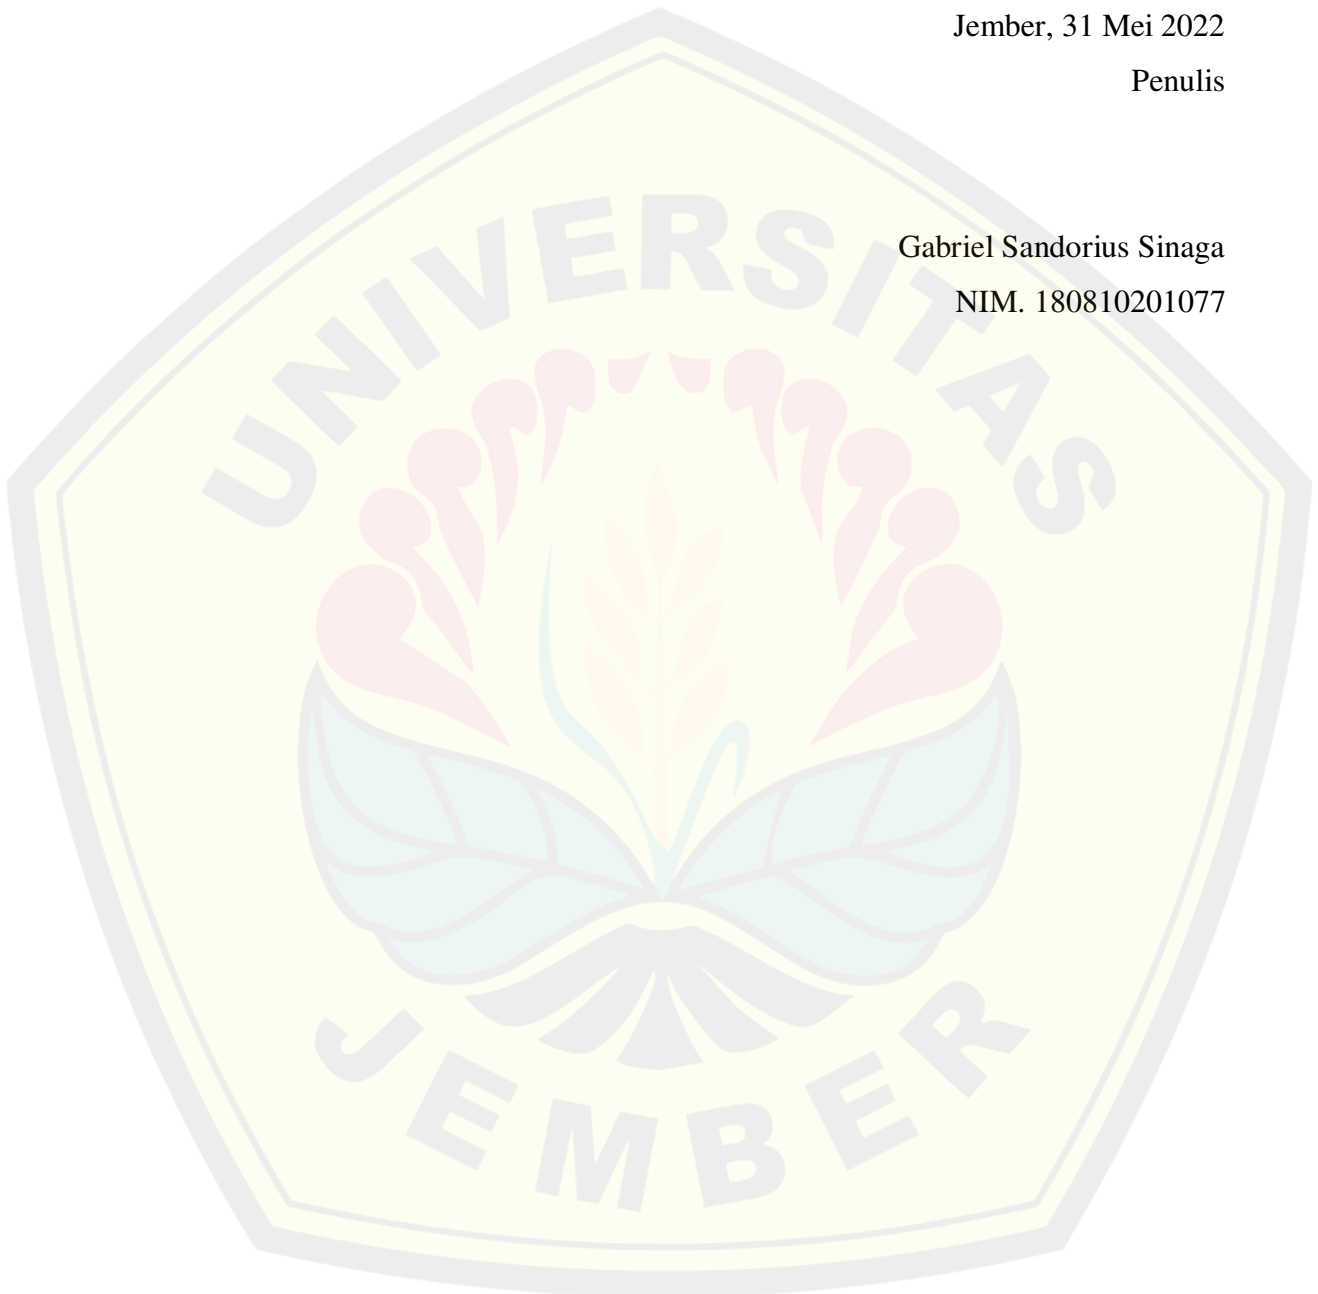 Jember, 31 Mei 2022
Penulis
Gabriel Sandorius Sinaga
NIM. 180810201077
UNIVERSITAS
JEMBER